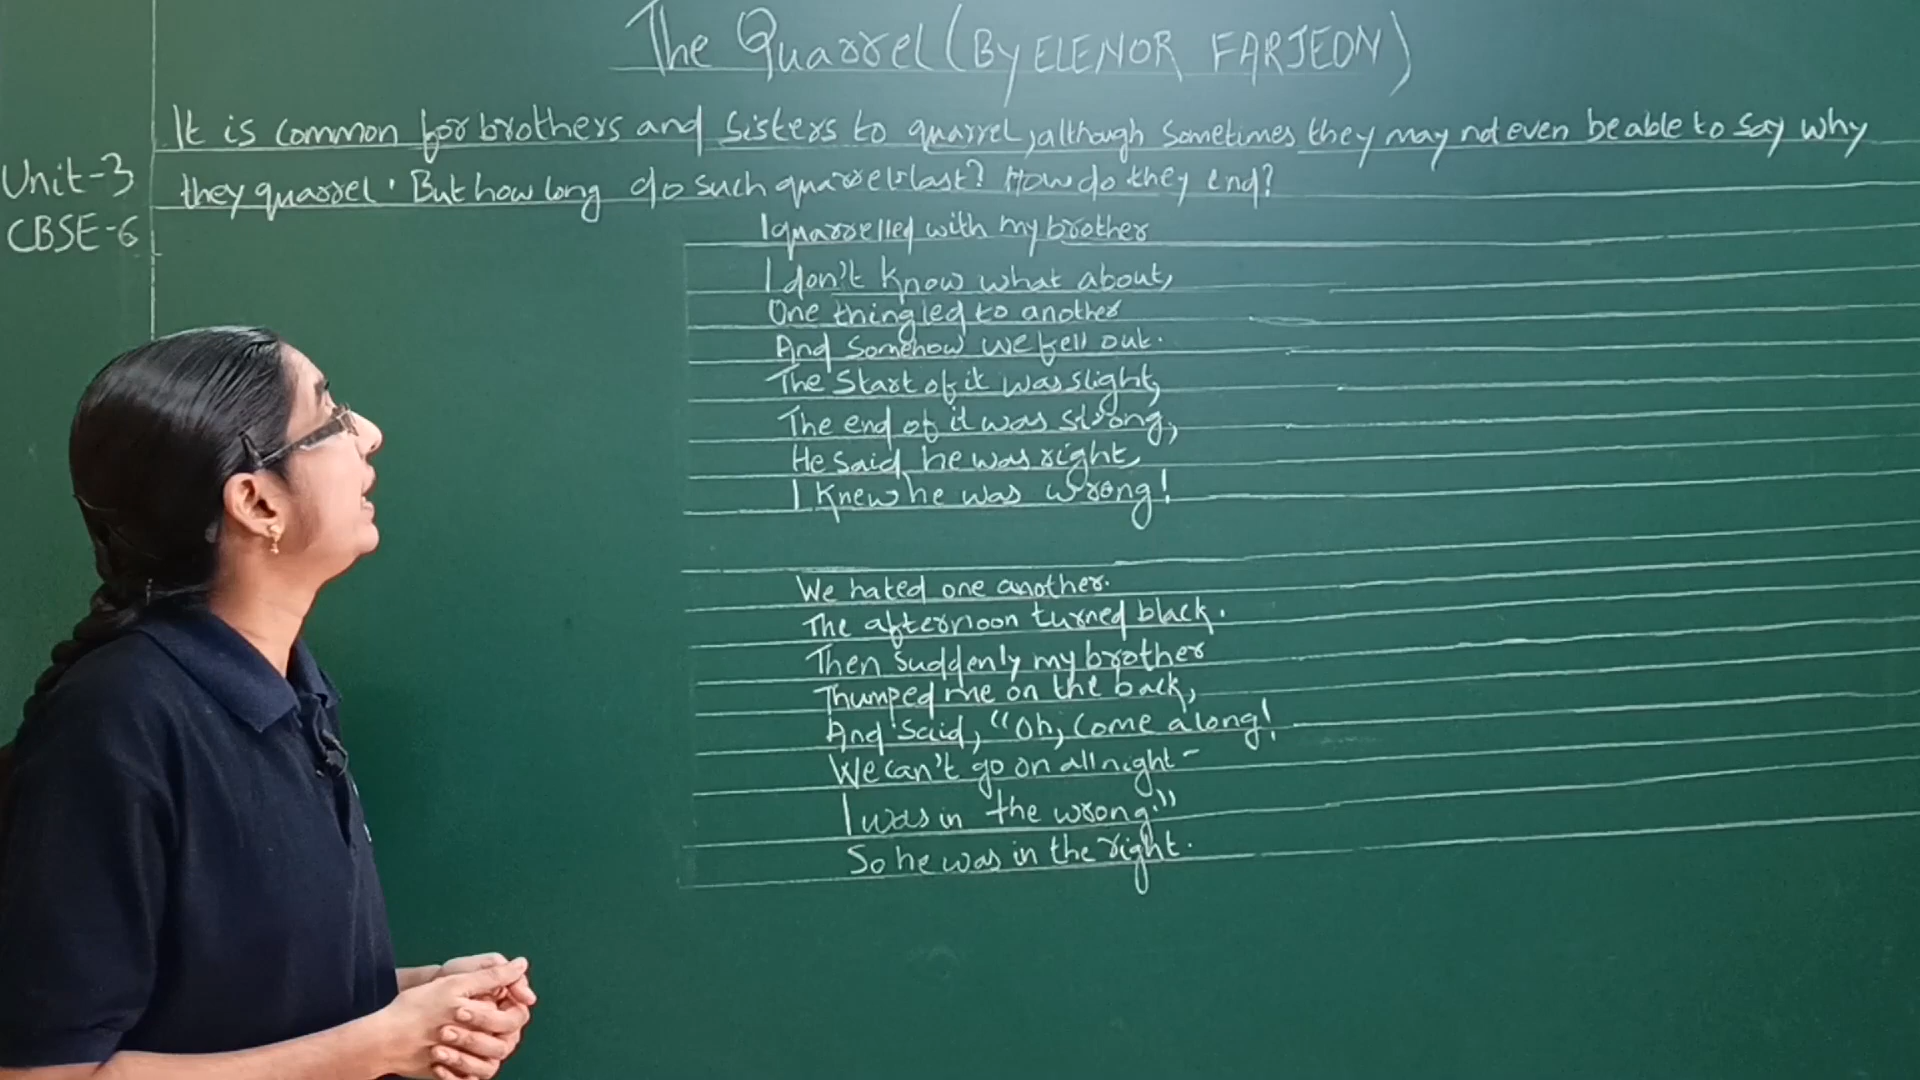 The Quarrel (By ELENOR FARJEON)
It is common for brothers and sisters to quarrel, although sometimes they may not even be able to say why
they quarrel. But how long do such quarrels last? How do they end?
Unit-3
CBSE-6
I quarrelled with my brother
I don't know what about,
One thing led to another
And somehow we fell out.
The Start of it was slight,
The end of it was strong,
He said he was right,
I knew he was wrong!
We hated one another.
The afternoon turned black.
Then suddenly my brother
Thumped me on the back,
And said, "Oh, come along!
We can't go on all night-
I was in the wrong."
So he was in the right.